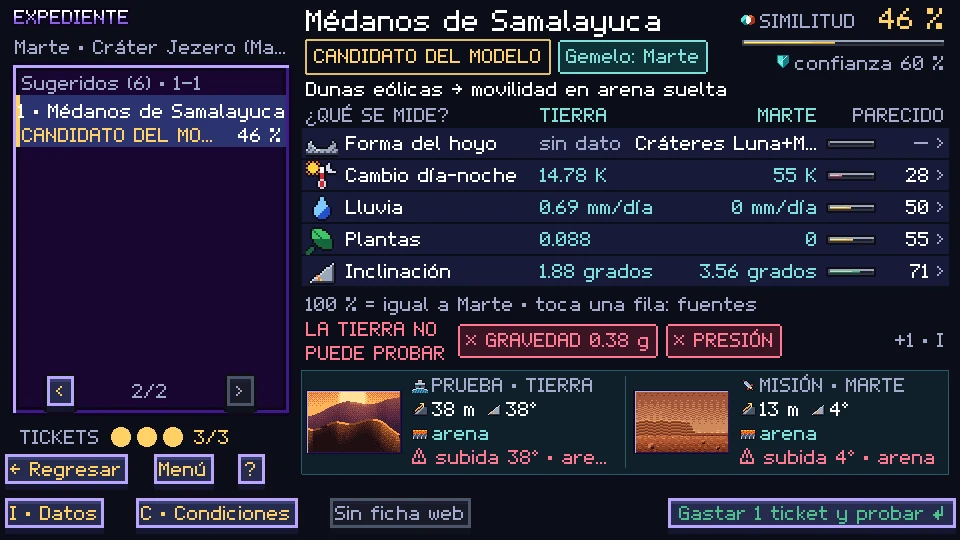 EXPEDIENTE
Marte • Cráter Jezero (Ma...
Sugeridos (6) • 1-1
1 • Médanos de Samalayuca
CANDIDATO DEL MO... 46 %
< 2/2 >
TICKETS 3/3
← Regresar Menú ?
I • Datos C • Condiciones Sin ficha web Gastar 1 ticket y probar ↲
Médanos de Samalayuca
SIMILITUD 46 %
CANDIDATO DEL MODELO Gemelo: Marte
confianza 60 %
Dunas eólicas → movilidad en arena suelta
¿QUÉ SE MIDE? TIERRA MARTE PARECIDO
Forma del hoyo sin dato Cráteres Luna+M... — >
Cambio día-noche 14.78 K 55 K 28 >
Lluvia 0.69 mm/día 0 mm/día 50 >
Plantas 0.088 0 55 >
Inclinación 1.88 grados 3.56 grados 71 >
100 % = igual a Marte • toca una fila: fuentes
LA TIERRA NO
PUEDE PROBAR
× GRAVEDAD 0.38 g × PRESIÓN +1 • I
PRUEBA • TIERRA
38 m 38°
arena
subida 38° • are...
MISIÓN • MARTE
13 m 4°
arena
subida 4° • arena